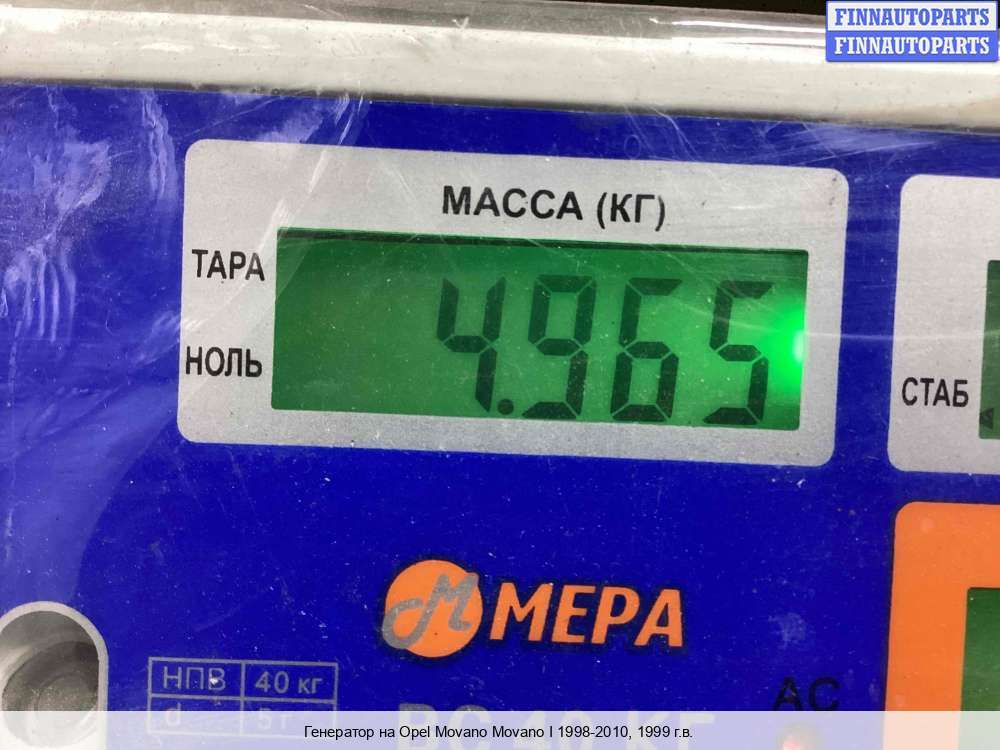 FINNAUTOPARTS
FINNAUTOPARTS
МАССА (КГ)
ТАРА
4.965
НОЛЬ
СТАБ
МЕРА
НПВ 40 кг
d 5 г
АС
Генератор на Opel Movano Movano I 1998-2010, 1999 г.в.